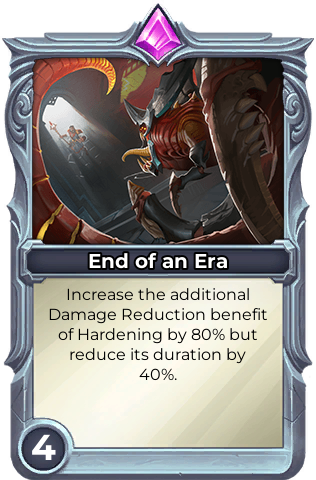 End of an Era
Increase the additional
Damage Reduction benefit
of Hardening by 80% but
reduce its duration by
40%.
4